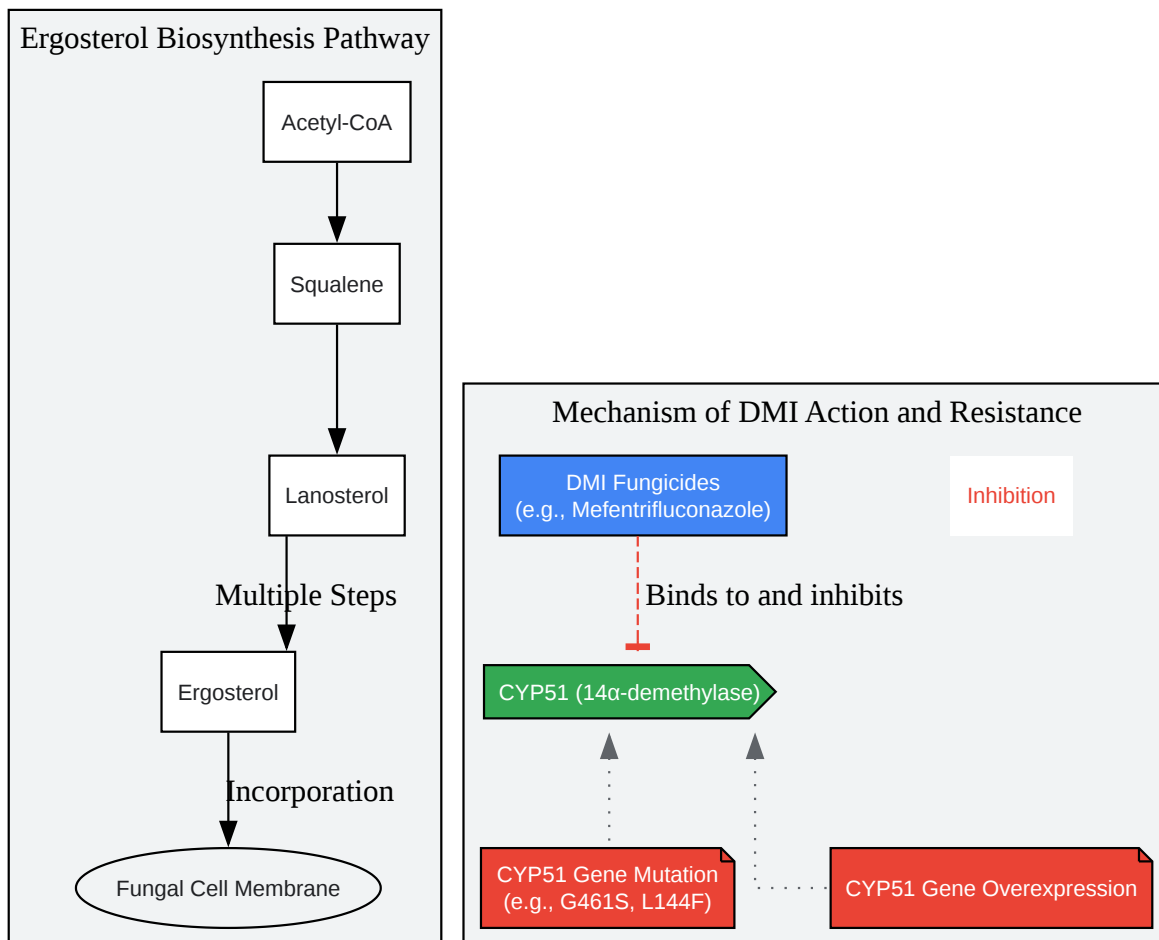 Ergosterol Biosynthesis Pathway
Acetyl-CoA
Squalene
Lanosterol
Multiple Steps
Ergosterol
Incorporation
Fungal Cell Membrane
Mechanism of DMI Action and Resistance
DMI Fungicides
(e.g., Mefentrifluconazole)
Inhibition
Binds to and inhibits
CYP51 (14α-demethylase)
CYP51 Gene Mutation
(e.g., G461S, L144F)
CYP51 Gene Overexpression